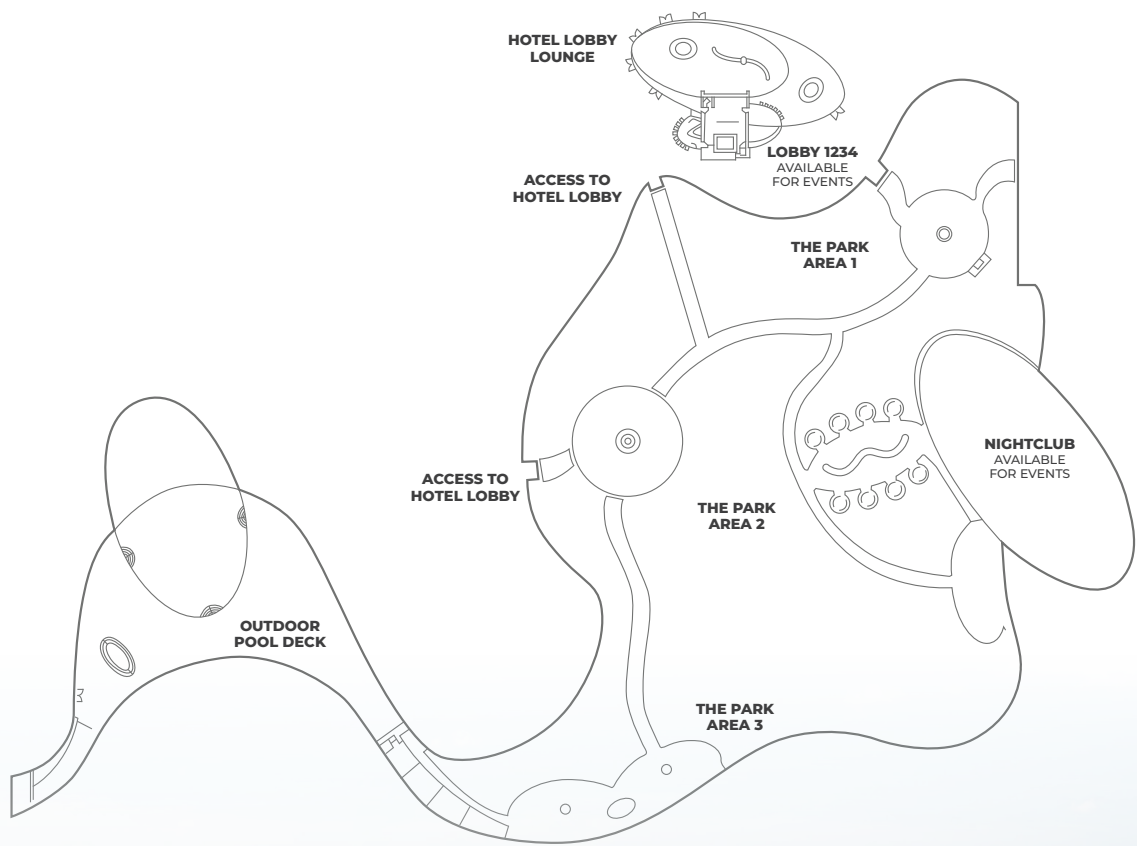 HOTEL LOBBY
LOUNGE
LOBBY 1234
AVAILABLE
FOR EVENTS
ACCESS TO
HOTEL LOBBY
THE PARK
AREA 1
NIGHTCLUB
AVAILABLE
FOR EVENTS
ACCESS TO
HOTEL LOBBY
THE PARK
AREA 2
OUTDOOR
POOL DECK
THE PARK
AREA 3